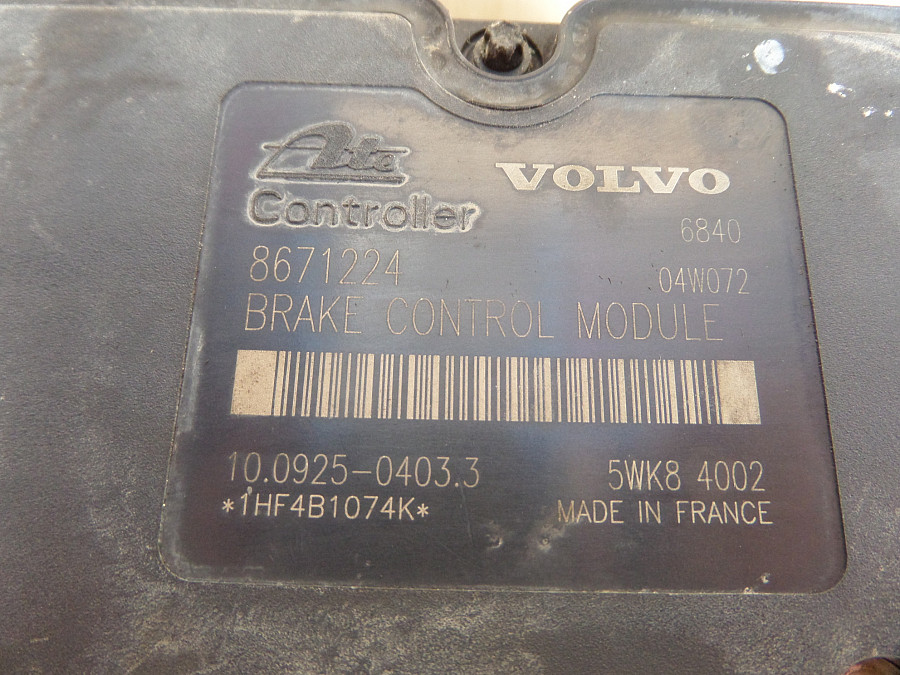 Ate
VOLVO
Controller
6840
8671224
04W072
BRAKE CONTROL MODULE
10.0925-0403.3
5WK8 4002
*1HF4B1074K*
MADE IN FRANCE